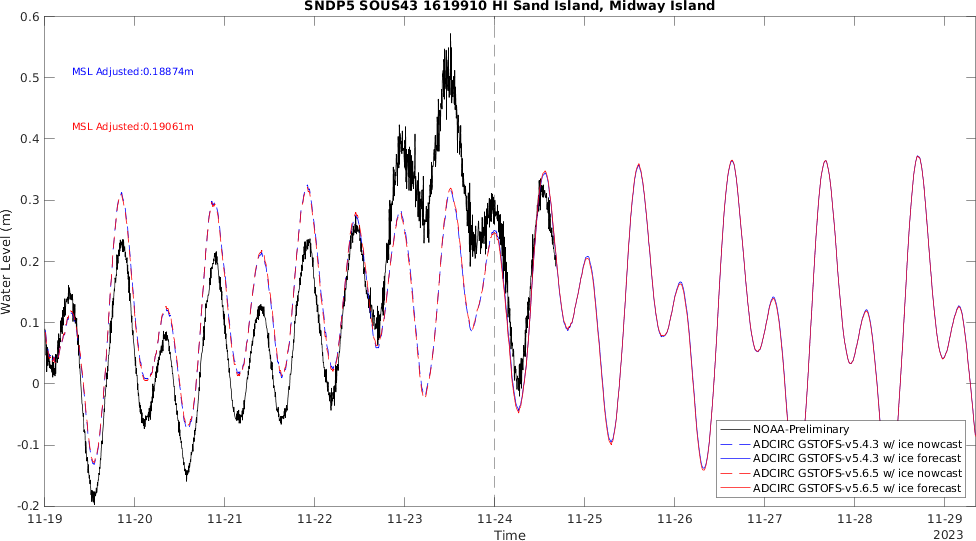 SNDP5 SOUS43 1619910 HI Sand Island, Midway Island
0.6
0.5
0.4
0.3
0.2
0.1
0
-0.1
-0.2
Water Level (m)
MSL Adjusted:0.18874m
MSL Adjusted:0.19061m
NOAA-Preliminary
ADCIRC GSTOFS-v5.4.3 w/ ice nowcast
ADCIRC GSTOFS-v5.4.3 w/ ice forecast
ADCIRC GSTOFS-v5.6.5 w/ ice nowcast
ADCIRC GSTOFS-v5.6.5 w/ ice forecast
11-19 11-20 11-21 11-22 11-23 11-24 11-25 11-26 11-27 11-28 11-29
Time 2023